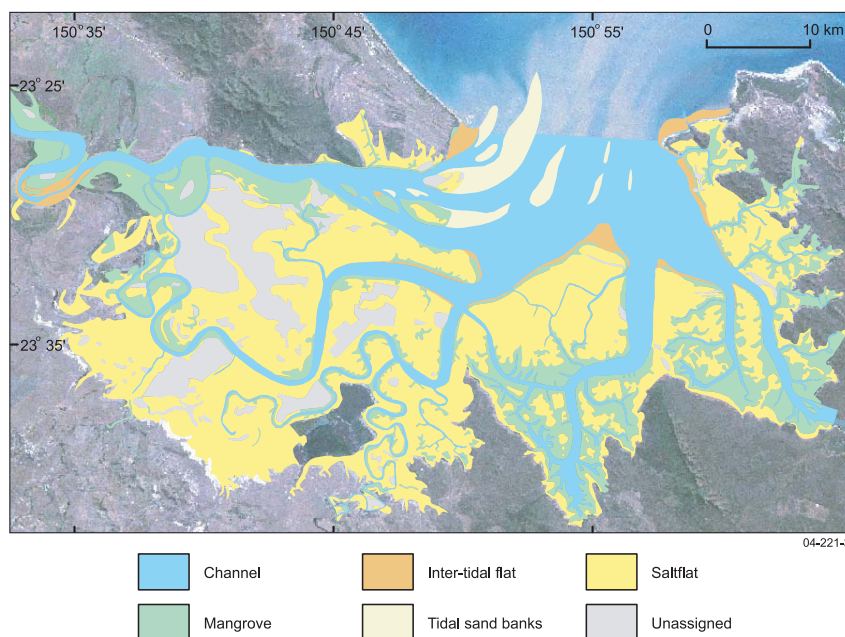 150° 35'
150° 45'
150° 55'
0
10 km
23° 25'
23° 35'
04-221-
Channel
Inter-tidal flat
Saltflat
Mangrove
Tidal sand banks
Unassigned